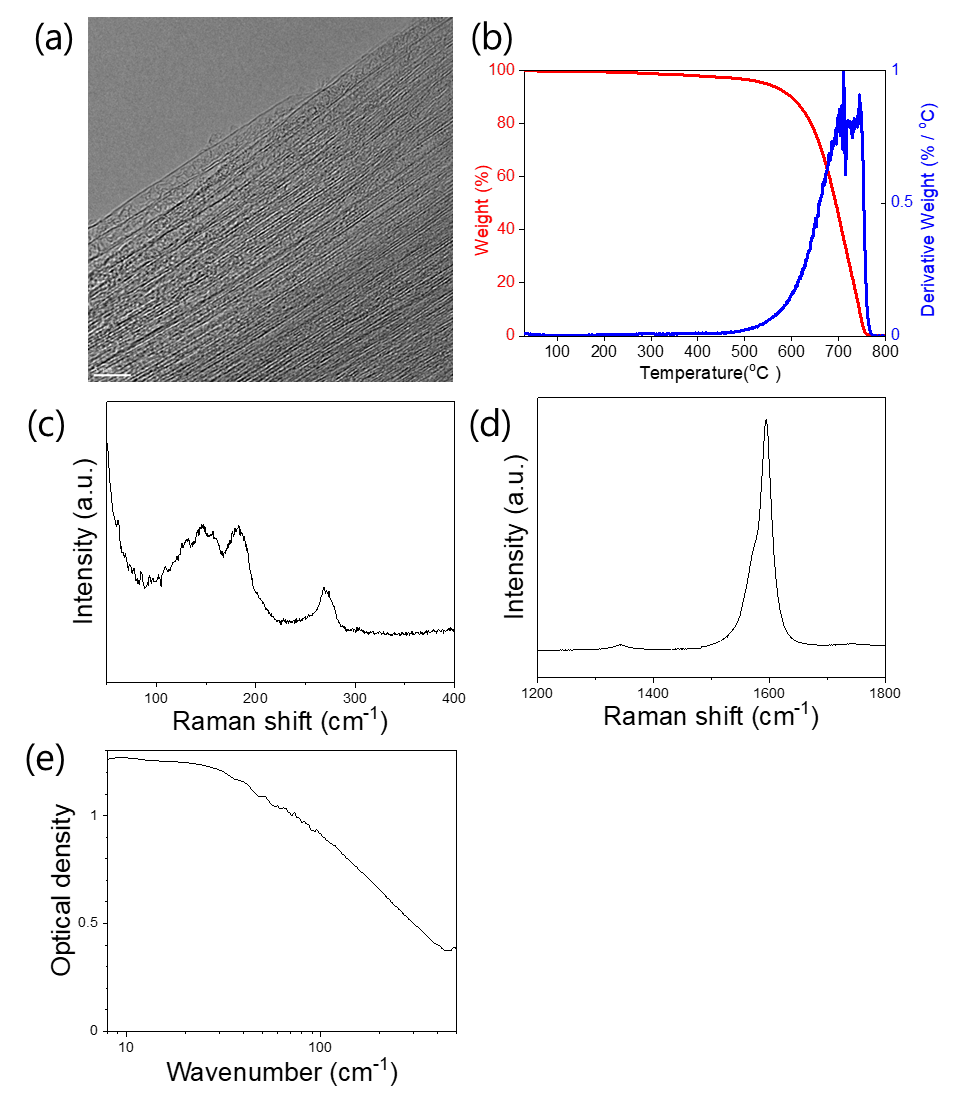 (a)
(b)
100
80
60
40
20
0
Weight (%)
1
0.5
0
Derivative Weight (% / °C)
100 200 300 400 500 600 700 800
Temperature(°C )
(c)
Intensity (a.u.)
100 200 300 400
Raman shift (cm-1)
(d)
Intensity (a.u.)
1200 1400 1600 1800
Raman shift (cm-1)
(e)
Optical density
1
0.5
0
10 100
Wavenumber (cm-1)